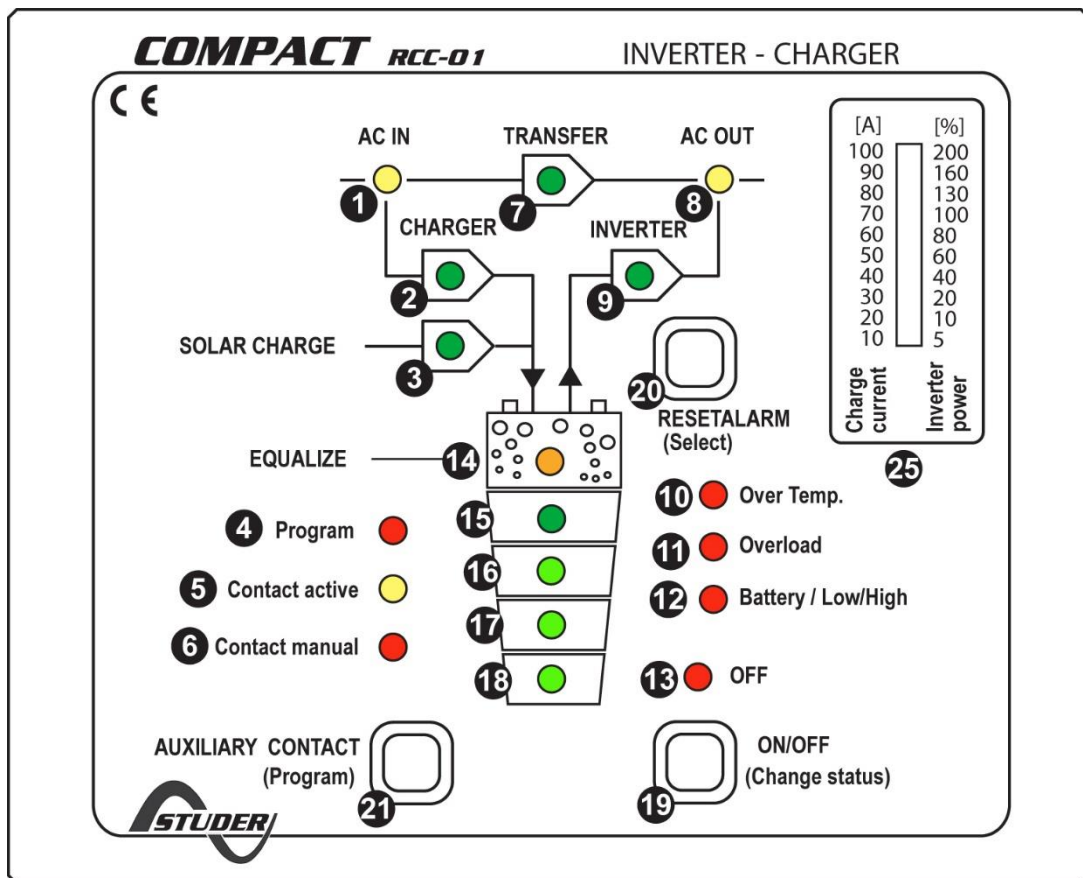 COMPACT RCC-01 INVERTER - CHARGER
CE
AC IN TRANSFER AC OUT
1 7 8
CHARGER INVERTER
2 9
SOLAR CHARGE
3
20
RESETALARM
(Select)
[A] [%]
100 200
90 160
80 130
70 100
60 80
50 60
40 40
30 20
20 10
10 5
Charge
current
Inverter
power
25
EQUALIZE 14
15
16
17
18
4 Program
5 Contact active
6 Contact manual
10 Over Temp.
11 Overload
12 Battery / Low/High
13 OFF
AUXILIARY CONTACT
(Program)
21
ON/OFF
(Change status)
19
STUDER